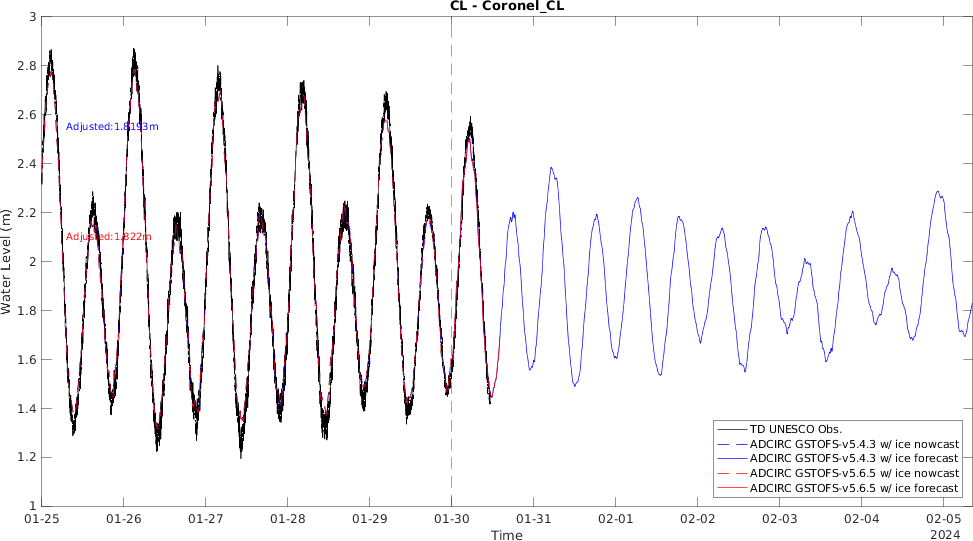 CL - Coronel_CL
3
2.8
2.6
2.4
2.2
2
1.8
1.6
1.4
1.2
1
Water Level (m)
Adjusted:1.8193m
Adjusted:1.822m
TD UNESCO Obs.
ADCIRC GSTOFS-v5.4.3 w/ ice nowcast
ADCIRC GSTOFS-v5.4.3 w/ ice forecast
ADCIRC GSTOFS-v5.6.5 w/ ice nowcast
ADCIRC GSTOFS-v5.6.5 w/ ice forecast
01-25 01-26 01-27 01-28 01-29 01-30 01-31 02-01 02-02 02-03 02-04 02-05
Time
2024